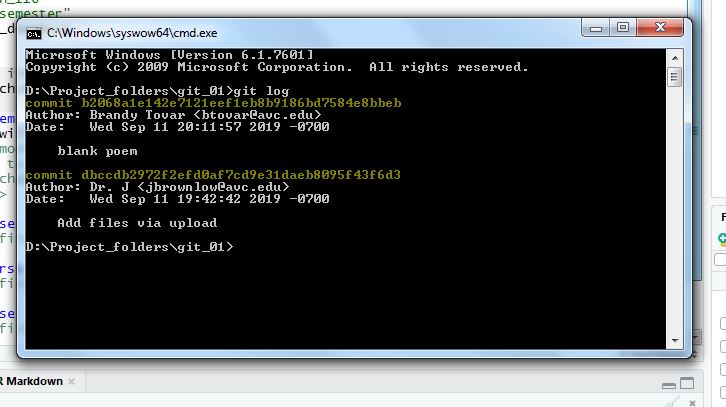 semester"
C:\Windows\syswow64\cmd.exe
Microsoft Windows [Version 6.1.7601]
Copyright (c) 2009 Microsoft Corporation.  All rights reserved.
D:\Project_folders\git_01>git log
commit b2068a1e142e7121eef1eb8b9186bd7584e8bbeb
Author: Brandy Tovar <btovar@avc.edu>
Date:   Wed Sep 11 20:11:57 2019 -0700
blank poem
commit dbccdb2972f2efd0af7cd9e31daeb8095f43f6d3
Author: Dr. J <jbrownlow@avc.edu>
Date:   Wed Sep 11 19:42:42 2019 -0700
Add files via upload
D:\Project_folders\git_01>
R Markdown